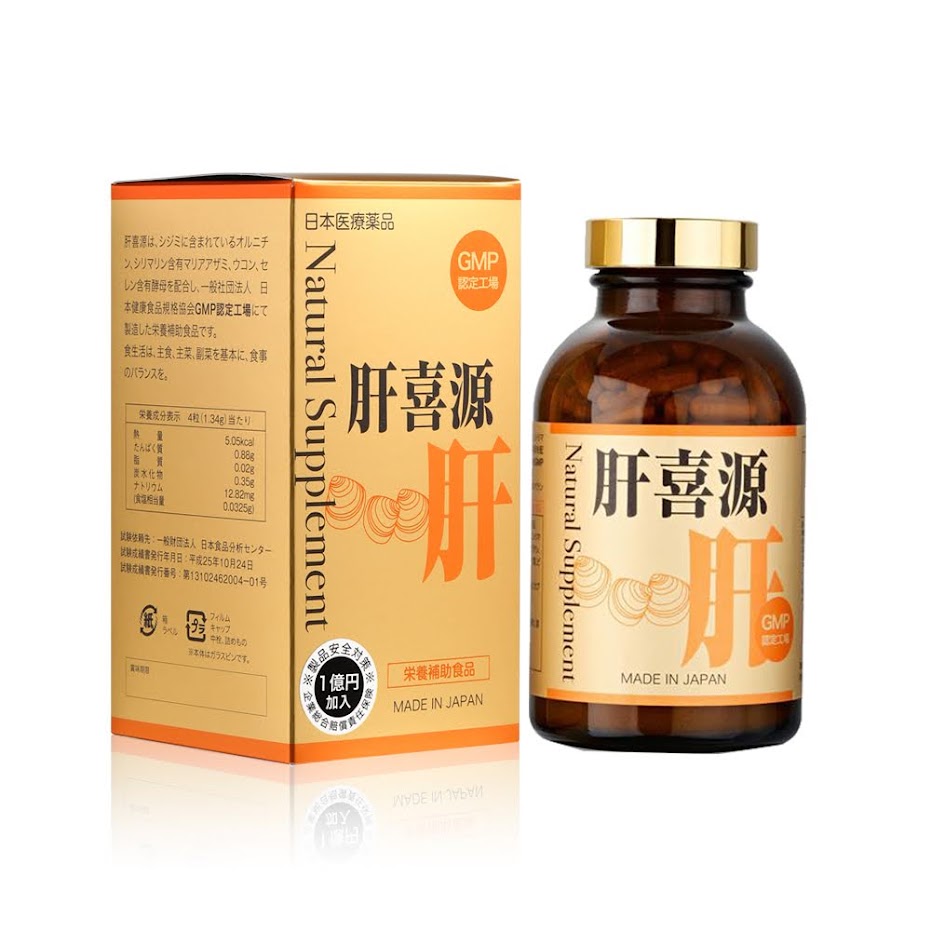 肝喜源は、シジミに含まれているオルニチ
ン、シリマリン含有マリアアザミ、ウコン、セ
レン含有酵母を配合し、一般社団法人 日
本健康食品規格協会GMP認定工場にて
製造した栄養補助食品です。
食生活は、主食、主菜、副菜を基本に、食事
のバランスを。
栄養成分表示 4粒(1.34g)当たり
熱量 5.05kcal
たんぱく質 0.86g
脂質 0.02g
炭水化物 0.35g
ナトリウム 12.82mg
(食塩相当量 0.0325g)
試験依頼先:一般財団法人 日本食品分析センター
試験成績書発行年月日:平成25年10月24日
試験成績書発行番号:第13102462004-01号
紙
箱
ラベル
プラ
フィルム
キャップ
中栓、詰めもの
※本体はガラスビンです。
賞味期限
日本医療薬品
Natural Supplement
GMP
認定工場
肝喜源
肝
※製品安全対策※
1億円
加入
企業総合賠償責任保険
栄養補助食品
MADE IN JAPAN
Natural Supplement
肝喜源
肝
GMP
認定工場
MADE IN JAPAN